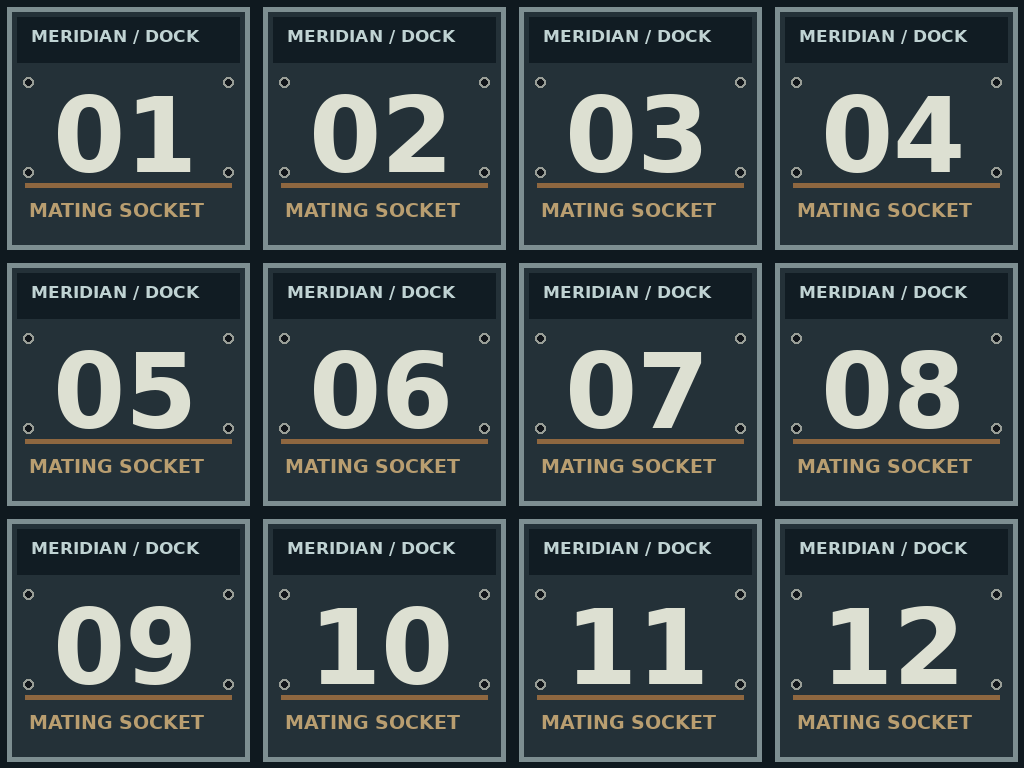 MERIDIAN / DOCK
01
MATING SOCKET
MERIDIAN / DOCK
02
MATING SOCKET
MERIDIAN / DOCK
03
MATING SOCKET
MERIDIAN / DOCK
04
MATING SOCKET
MERIDIAN / DOCK
05
MATING SOCKET
MERIDIAN / DOCK
06
MATING SOCKET
MERIDIAN / DOCK
07
MATING SOCKET
MERIDIAN / DOCK
08
MATING SOCKET
MERIDIAN / DOCK
09
MATING SOCKET
MERIDIAN / DOCK
10
MATING SOCKET
MERIDIAN / DOCK
11
MATING SOCKET
MERIDIAN / DOCK
12
MATING SOCKET